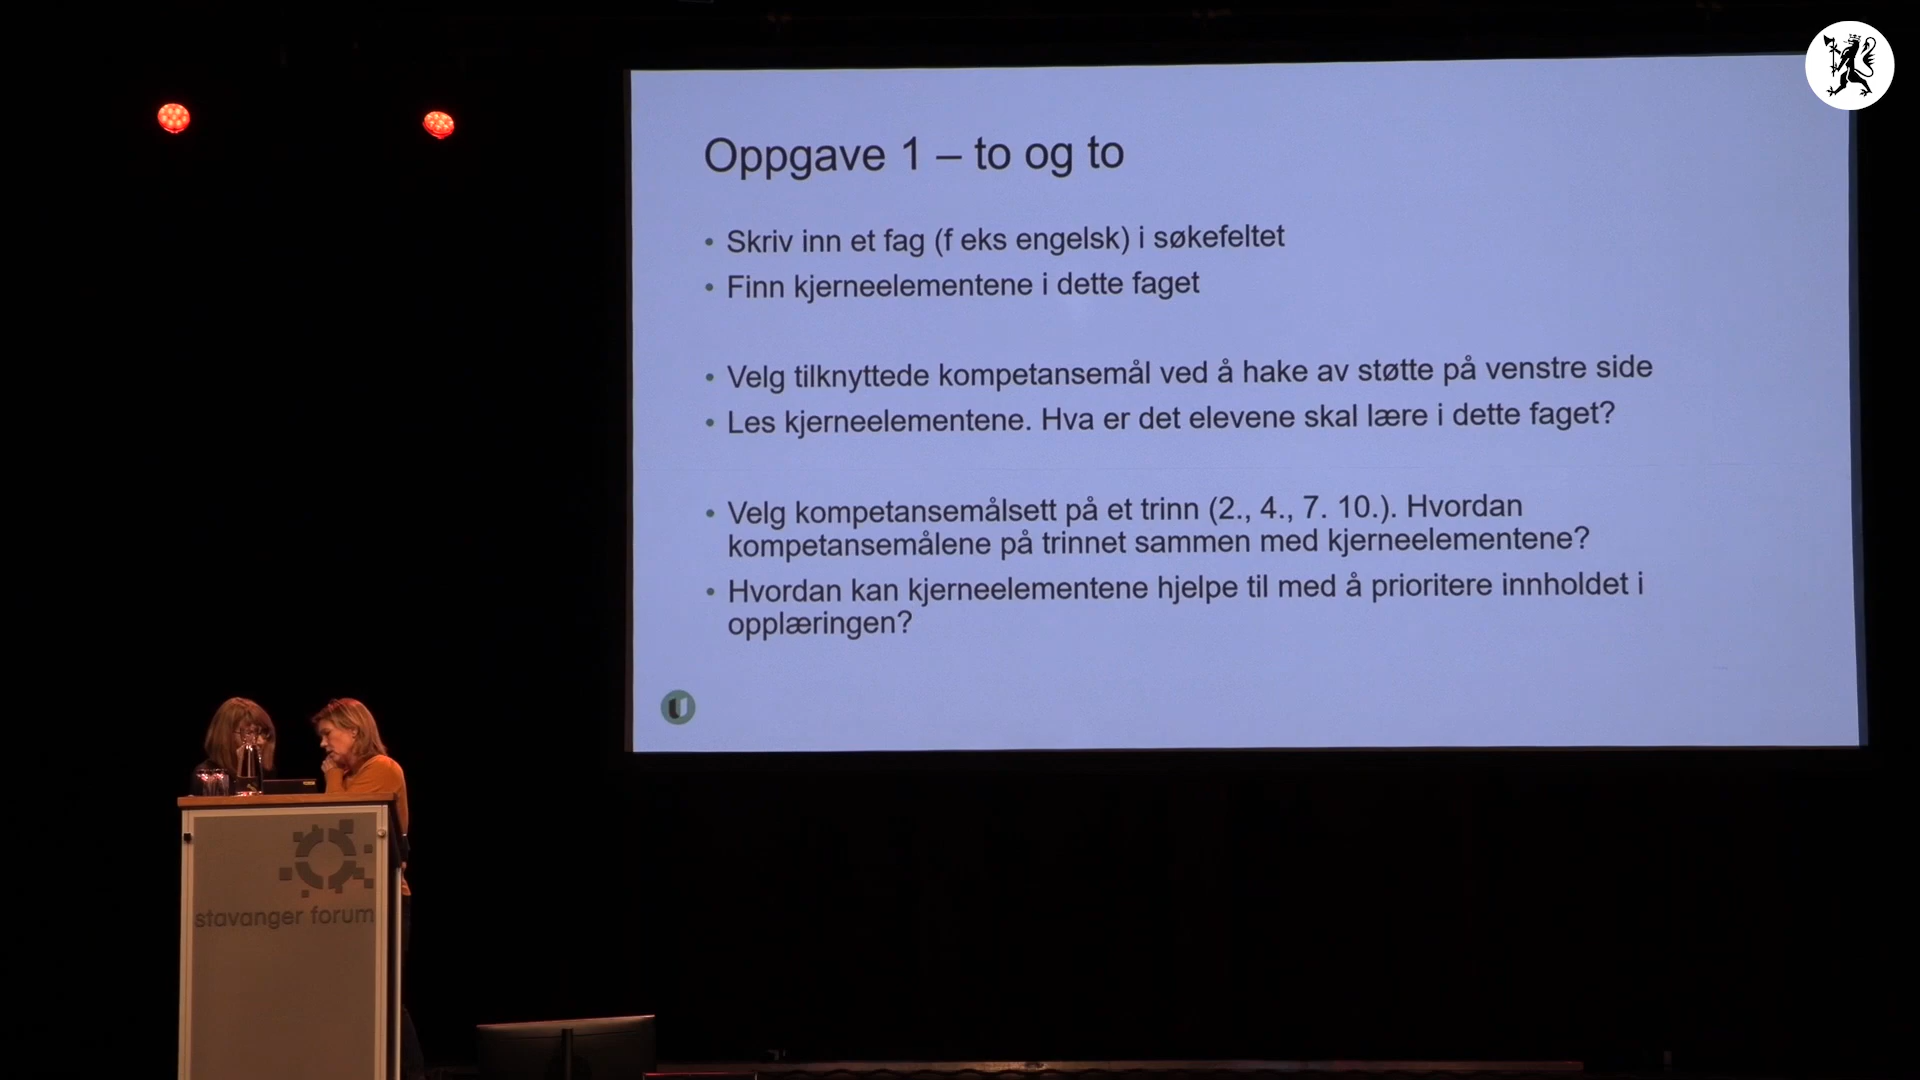 Oppgave 1 – to og to
• Skriv inn et fag (f eks engelsk) i søkefeltet
• Finn kjerneelementene i dette faget
• Velg tilknyttede kompetansemål ved å hake av støtte på venstre side
• Les kjerneelementene. Hva er det elevene skal lære i dette faget?
• Velg kompetansemålsett på et trinn (2., 4., 7. 10.). Hvordan
kompetansemålene på trinnet sammen med kjerneelementene?
• Hvordan kan kjerneelementene hjelpe til med å prioritere innholdet i
opplæringen?
stavanger forum